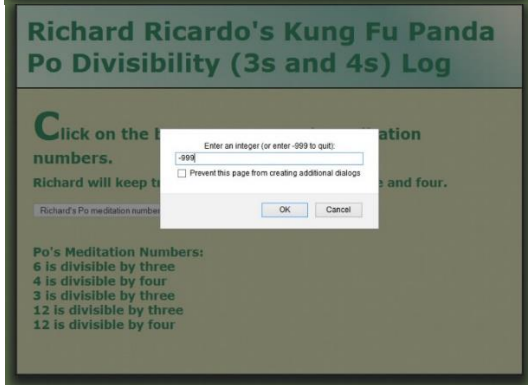 Richard Ricardo's Kung Fu Panda
Po Divisibility (3s and 4s) Log
Click on the
numbers.
Richard will keep
and four.
Richard's Po meditation
Enter an integer (or enter -999 to quit):
-999
Prevent this page from creating additional dialogs
OK Cancel
Po's Meditation Numbers:
6 is divisible by three
4 is divisible by four
3 is divisible by three
12 is divisible by three
12 is divisible by four